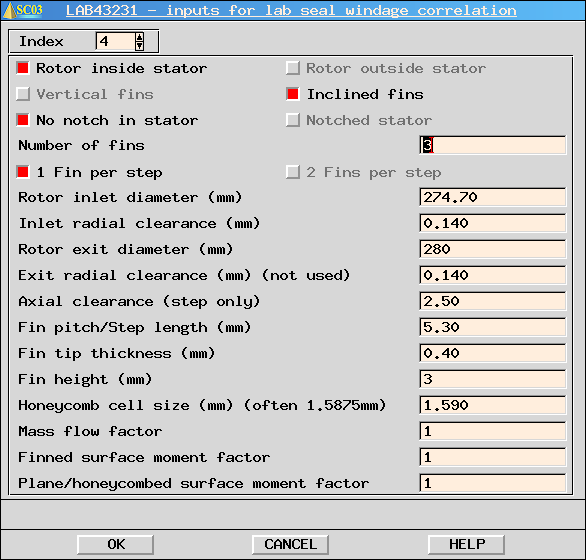 SC03 LAB43231 - inputs for lab seal windage correlation
Index 4
Rotor inside stator Rotor outside stator
Vertical fins Inclined fins
No notch in stator Notched stator
Number of fins 3
1 Fin per step 2 Fins per step
Rotor inlet diameter (mm) 274.70
Inlet radial clearance (mm) 0.140
Rotor exit diameter (mm) 280
Exit radial clearance (mm) (not used) 0.140
Axial clearance (step only) 2.50
Fin pitch/Step length (mm) 5.30
Fin tip thickness (mm) 0.40
Fin height (mm) 3
Honeycomb cell size (mm) (often 1.5875mm) 1.590
Mass flow factor 1
Finned surface moment factor 1
Plane/honeycombed surface moment factor 1
OK CANCEL HELP